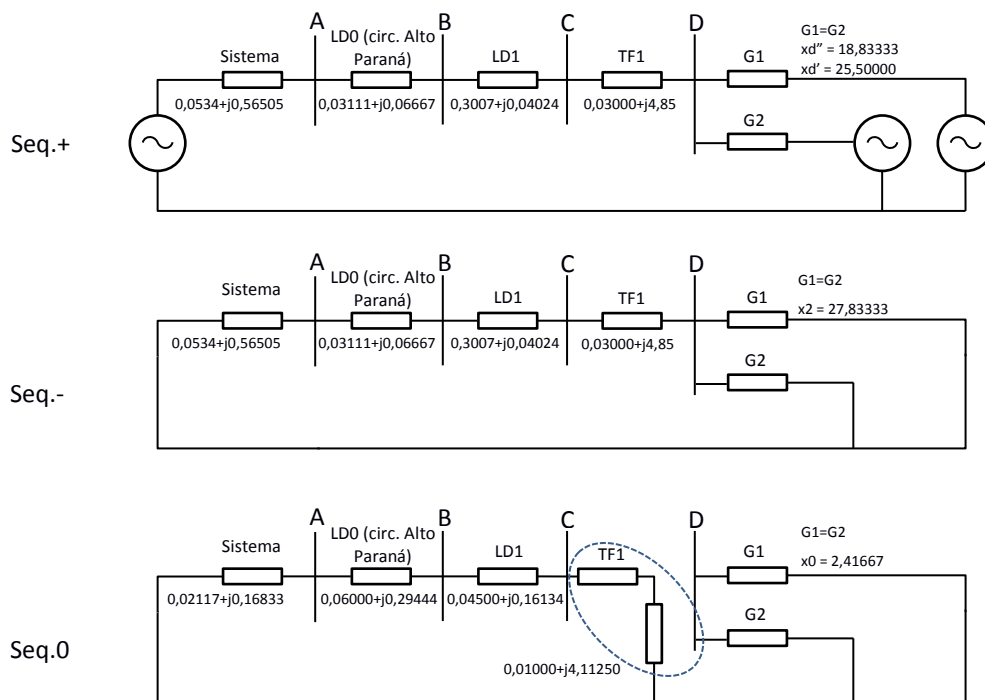 A
B
C
D
LD0 (circ. Alto
Paraná)
Sistema
LD1
TF1
G1
G1=G2
xd” = 18,83333
xd’ = 25,50000
0,0534+j0,56505
0,03111+j0,06667
0,3007+j0,04024
0,03000+j4,85
G2
Seq.+
A
B
C
D
LD0 (circ. Alto
Paraná)
Sistema
LD1
TF1
G1
G1=G2
x2 = 27,83333
0,0534+j0,56505
0,03111+j0,06667
0,3007+j0,04024
0,03000+j4,85
G2
Seq.-
A
B
C
D
LD0 (circ. Alto
Paraná)
Sistema
LD1
TF1
G1
G1=G2
x0 = 2,41667
0,02117+j0,16833
0,06000+j0,29444
0,04500+j0,16134
G2
Seq.0
0,01000+j4,11250